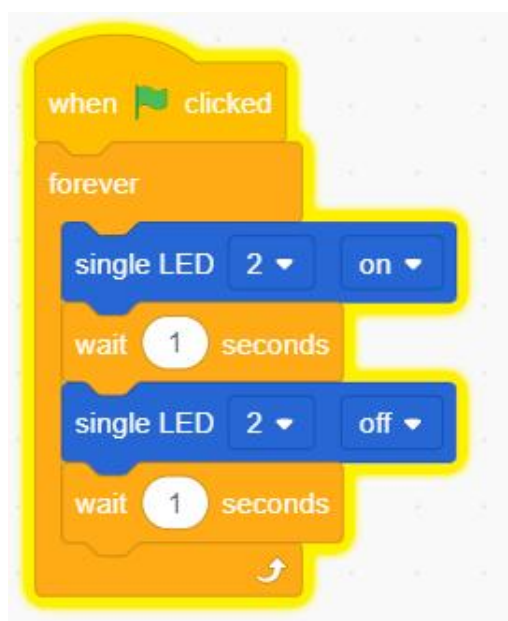 when clicked
forever
single LED 2 on
wait 1 seconds
single LED 2 off
wait 1 seconds